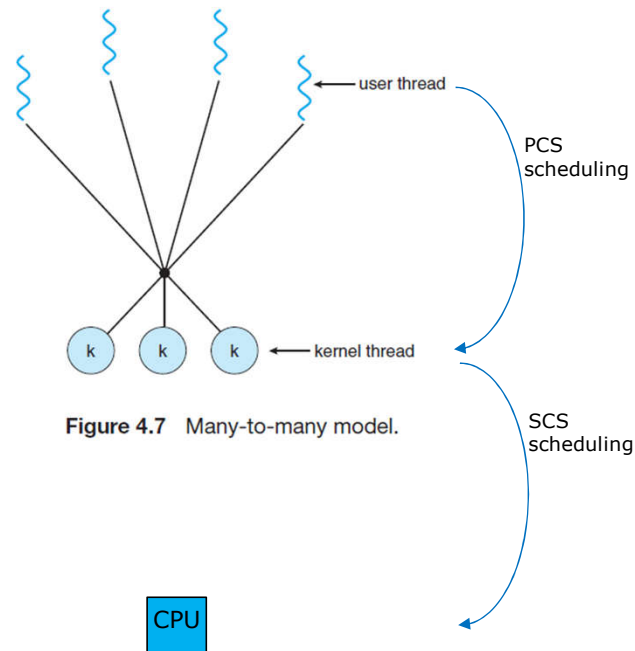 user thread
PCS
scheduling
k
k
k
kernel thread
Figure 4.7 Many-to-many model.
SCS
scheduling
CPU